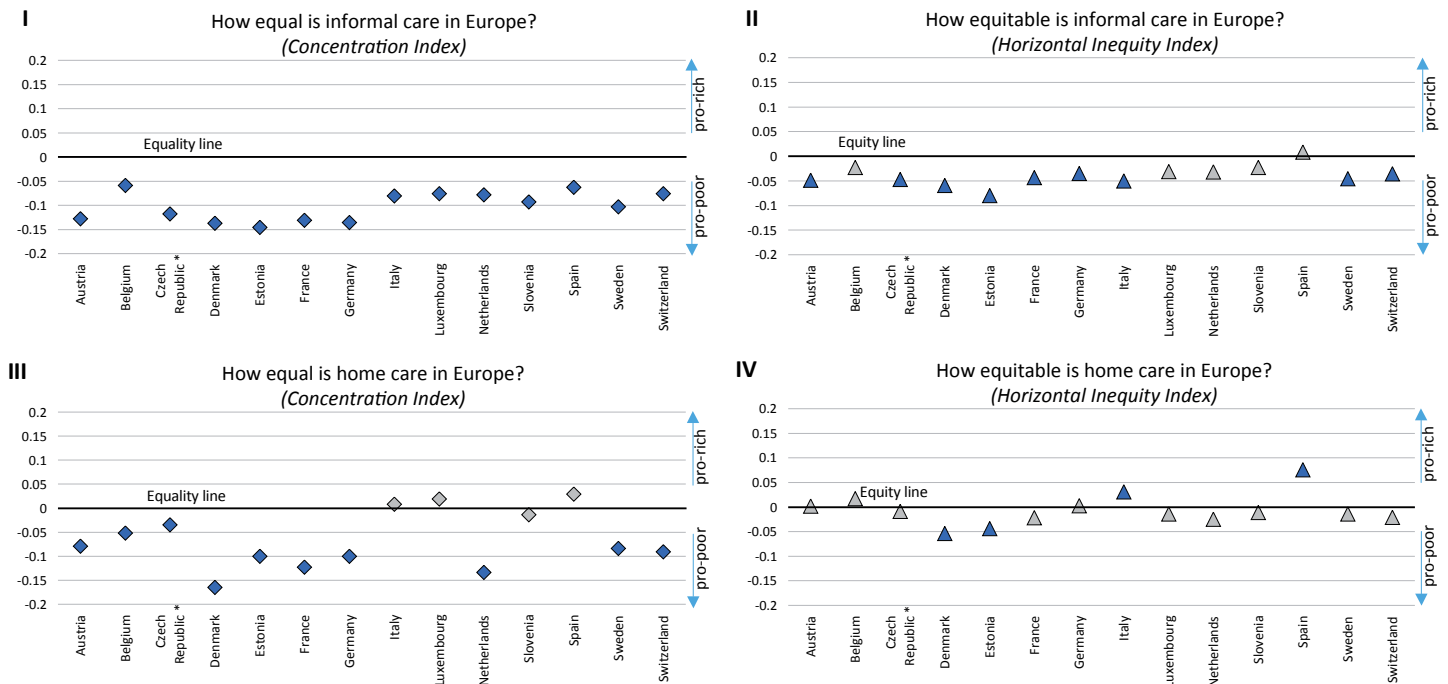 I
How equal is informal care in Europe?
(Concentration Index)
0.2
0.15
0.1
0.05
0
-0.05
-0.1
-0.15
-0.2
Equality line
pro-rich
pro-poor
Austria
Belgium
Czech
Republic *
Denmark
Estonia
France
Germany
Italy
Luxembourg
Netherlands
Slovenia
Spain
Sweden
Switzerland
II
How equitable is informal care in Europe?
(Horizontal Inequity Index)
0.2
0.15
0.1
0.05
0
-0.05
-0.1
-0.15
-0.2
Equity line
pro-rich
pro-poor
Austria
Belgium
Czech
Republic *
Denmark
Estonia
France
Germany
Italy
Luxembourg
Netherlands
Slovenia
Spain
Sweden
Switzerland
III
How equal is home care in Europe?
(Concentration Index)
0.2
0.15
0.1
0.05
0
-0.05
-0.1
-0.15
-0.2
Equality line
pro-rich
pro-poor
Austria
Belgium
Czech
Republic *
Denmark
Estonia
France
Germany
Italy
Luxembourg
Netherlands
Slovenia
Spain
Sweden
Switzerland
IV
How equitable is home care in Europe?
(Horizontal Inequity Index)
0.2
0.15
0.1
0.05
0
-0.05
-0.1
-0.15
-0.2
Equity line
pro-rich
pro-poor
Austria
Belgium
Czech
Republic *
Denmark
Estonia
France
Germany
Italy
Luxembourg
Netherlands
Slovenia
Spain
Sweden
Switzerland